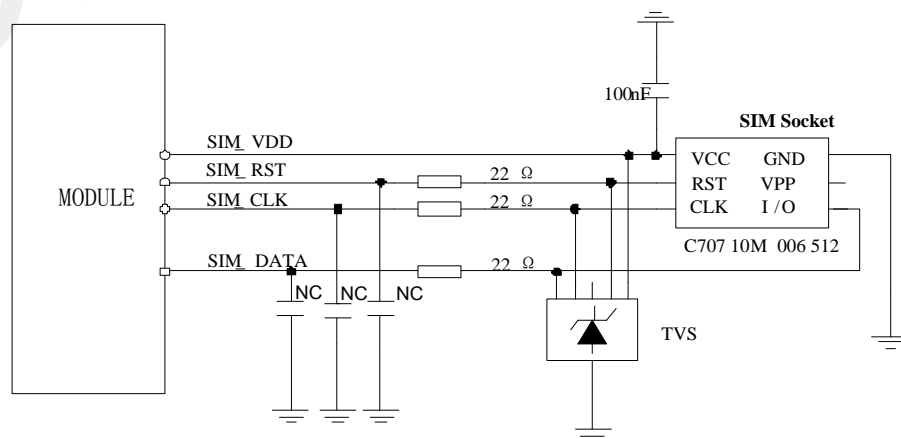 100nF
SIM Socket
SIM_VDD
SIM_RST
SIM_CLK
SIM_DATA
MODULE
22 Ω
22 Ω
22 Ω
VCC GND
RST VPP
CLK I/O
C707 10M 006 512
NC NC NC
TVS